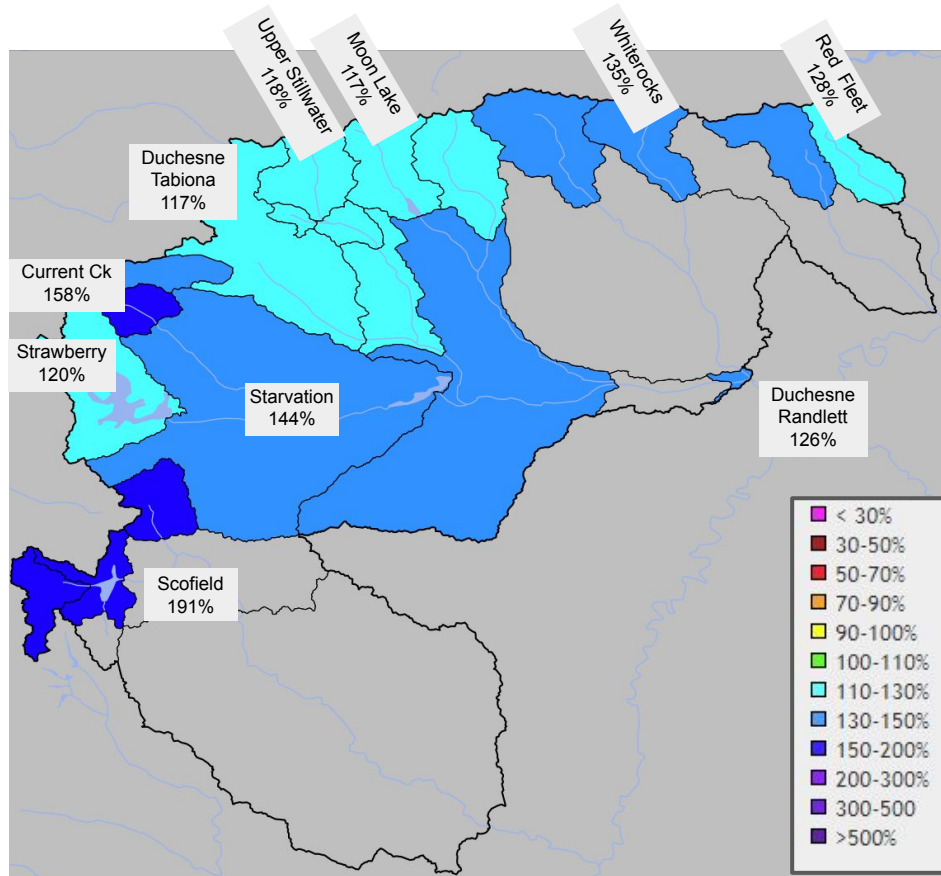 Upper Stillwater
118%
Moon Lake
117%
Whiterocks
135%
Red Fleet
128%
Duchesne
Tabiona
117%
Current Ck
158%
Strawberry
120%
Starvation
144%
Duchesne
Randlett
126%
Scofield
191%
< 30%
30-50%
50-70%
70-90%
90-100%
100-110%
110-130%
130-150%
150-200%
200-300%
300-500
>500%